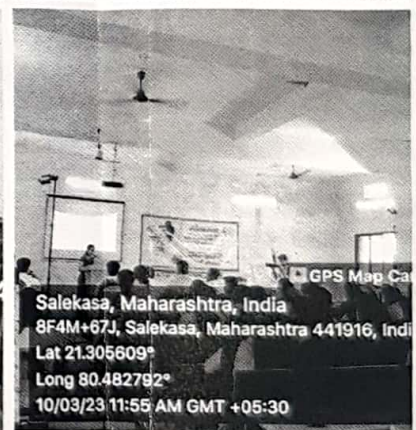 GPS Map Ca
Salekasa, Maharashtra, India
8F4M+67J, Salekasa, Maharashtra 441916, Indi
Lat 21.305609°
Long 80.482792°
10/03/23 11:55 AM GMT +05:30